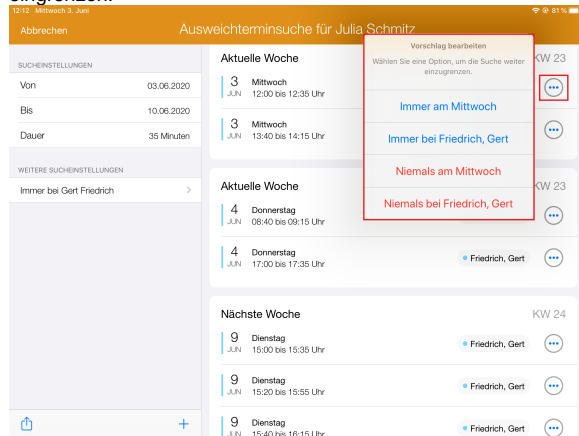 eingrenzen.
12:12 Mittwoch 3. Juni
81 %
Abbrechen
Ausweichterminsuche für Julia Schmitz
SUCHEINSTELLUNGEN
Von 03.06.2020
Bis 10.06.2020
Dauer 35 Minuten
WEITERE SUCHEINSTELLUNGEN
Immer bei Gert Friedrich
Aktuelle Woche KW 23
3 Mittwoch
JUN 12:00 bis 12:35 Uhr
3 Mittwoch
JUN 13:40 bis 14:15 Uhr
Vorschlag bearbeiten
Wählen Sie eine Option, um die Suche weiter
einzugrenzen.
Immer am Mittwoch
Immer bei Friedrich, Gert
Niemals am Mittwoch
Niemals bei Friedrich, Gert
Aktuelle Woche KW 23
4 Donnerstag
JUN 08:40 bis 09:15 Uhr
4 Donnerstag
JUN 17:00 bis 17:35 Uhr
Friedrich, Gert
Nächste Woche KW 24
9 Dienstag
JUN 15:00 bis 15:35 Uhr
Friedrich, Gert
9 Dienstag
JUN 15:20 bis 15:55 Uhr
Friedrich, Gert
9 Dienstag
JUN 15:40 bis 16:15 Uhr
Friedrich, Gert